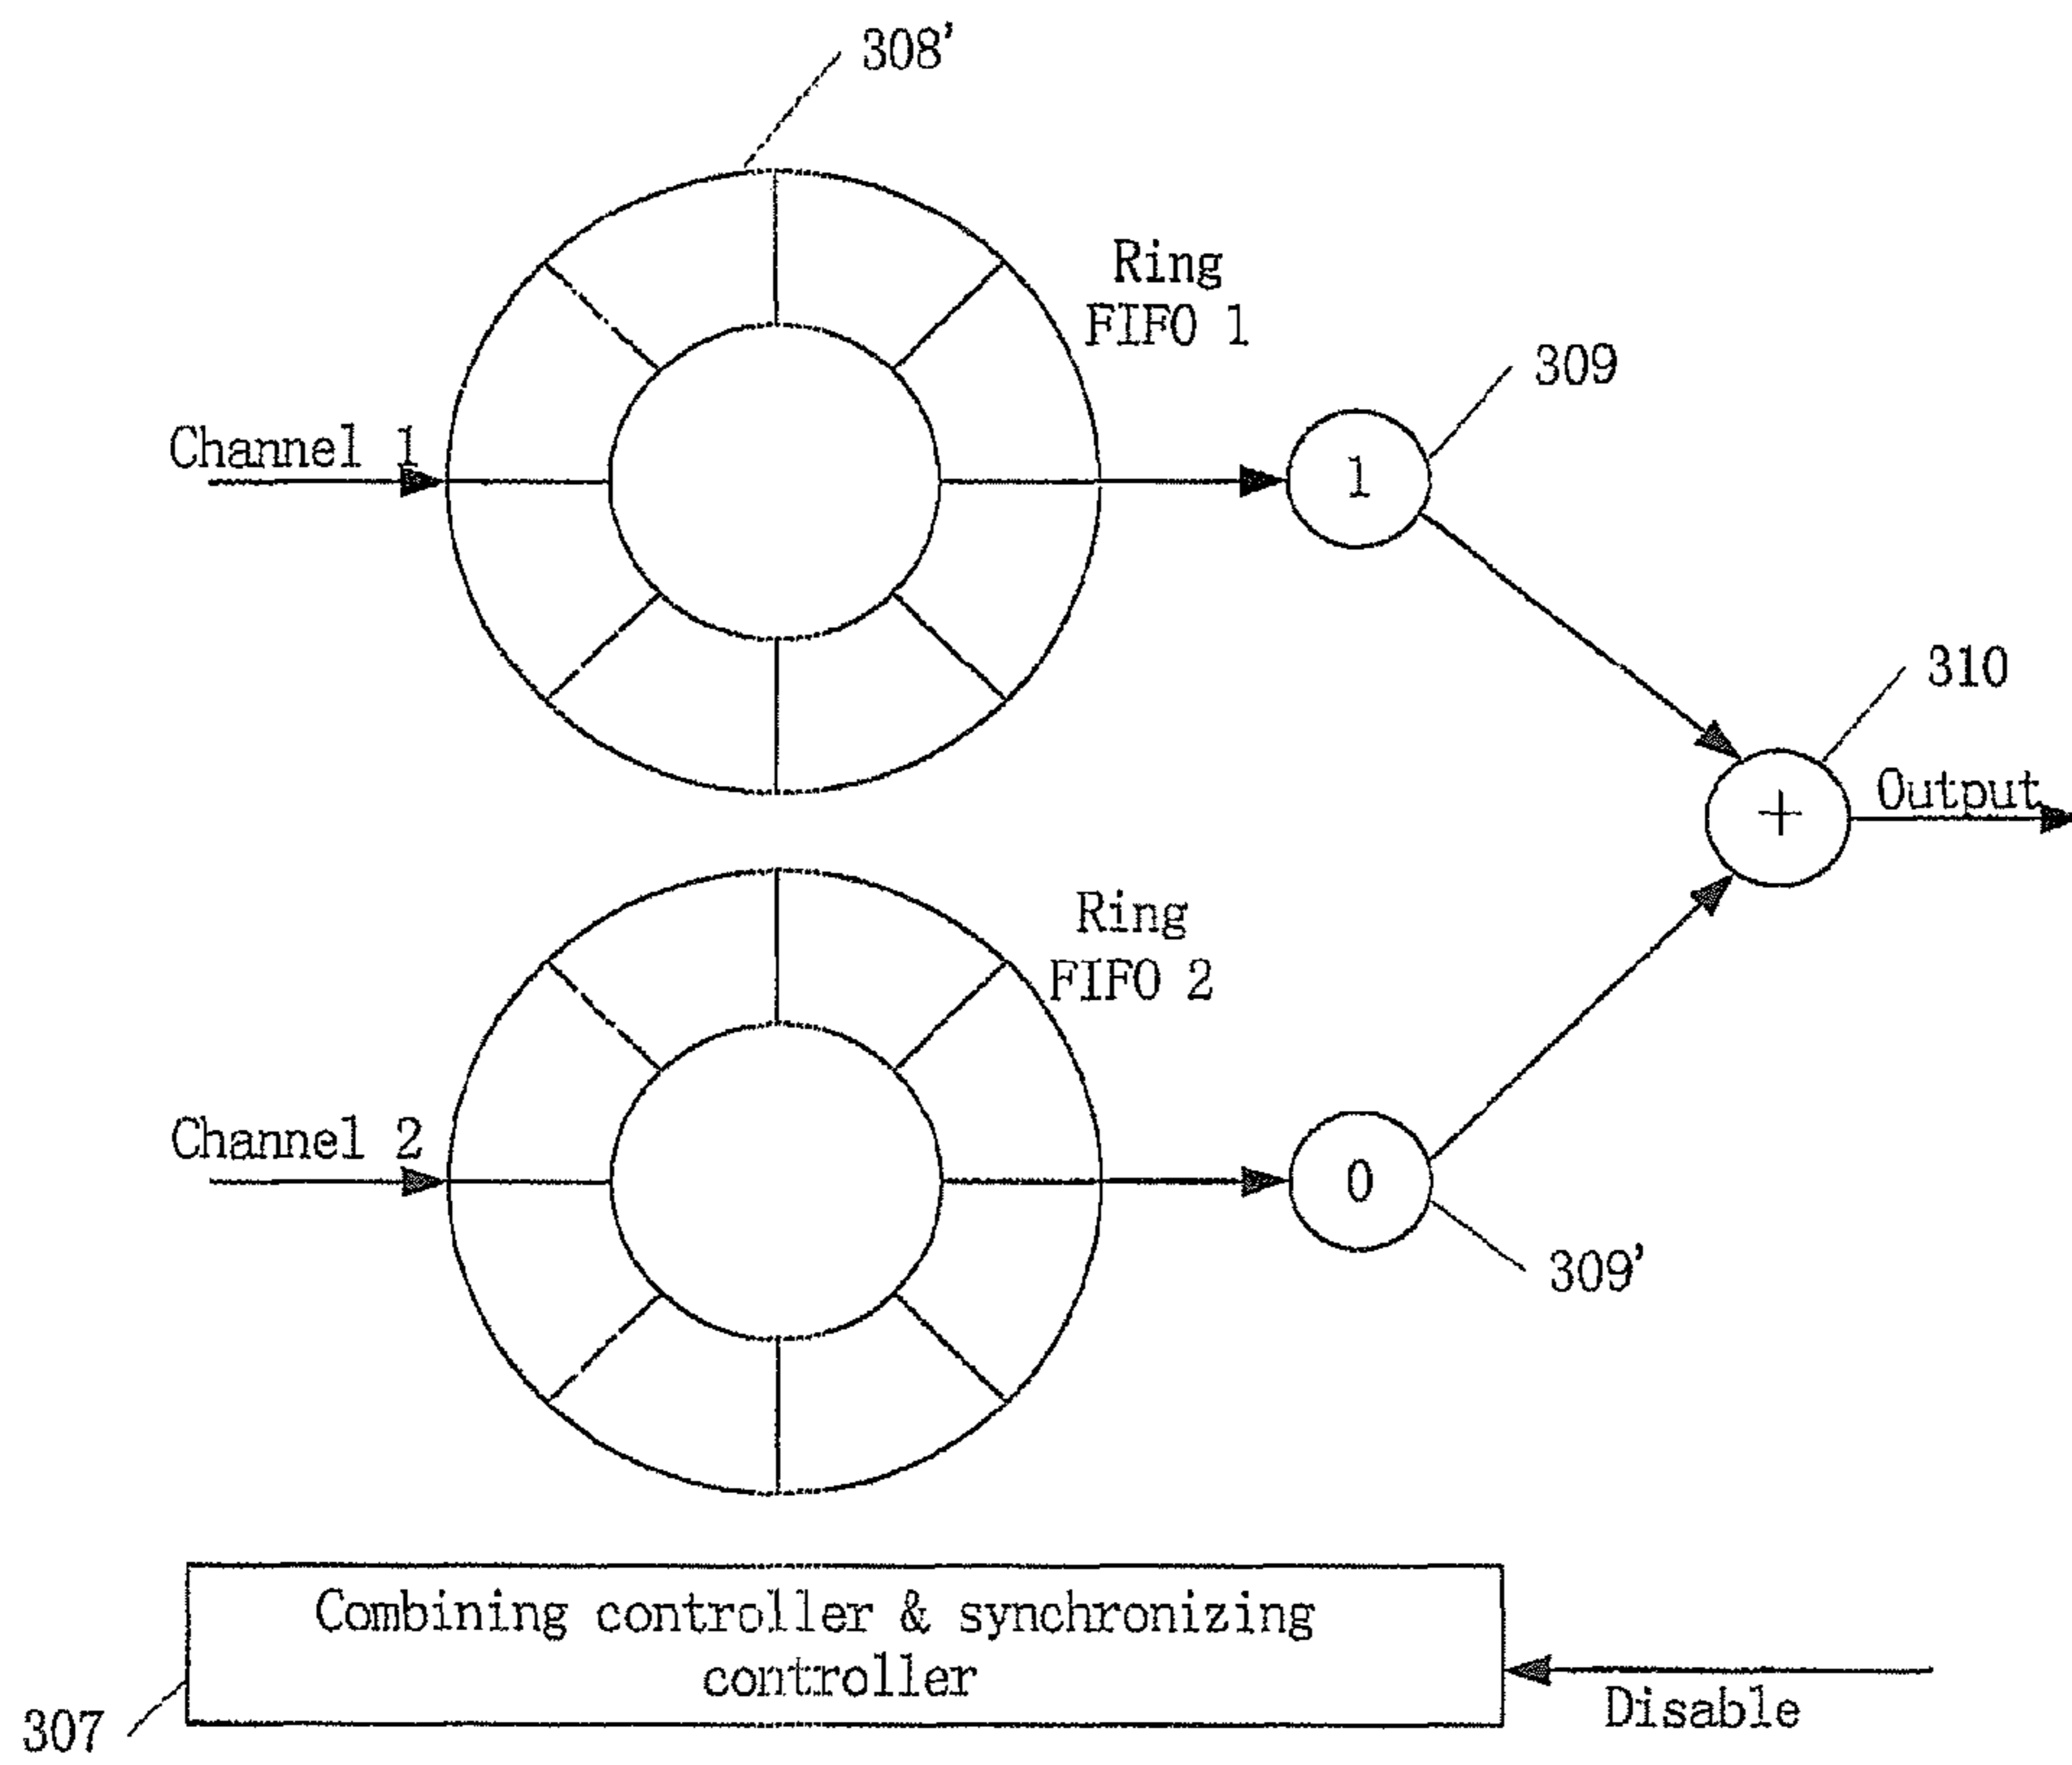 308'
Ring
FIFO 1
309
Channel 1
1
310
Output
+
Ring
FIFO 2
Channel 2
0
309'
Combining controller & synchronizing
controller
307
Disable